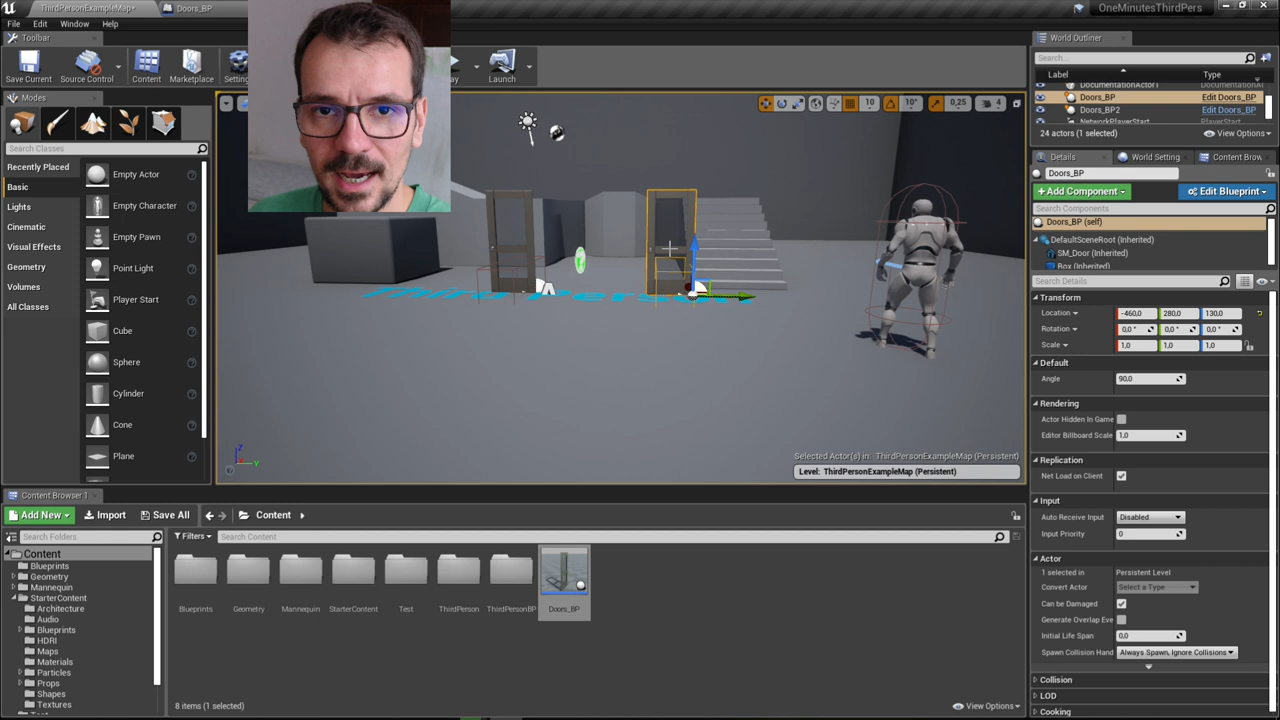 ThirdPersonExampleMap*
Doors_BP
OneMinutesThirdPers
File Edit Window Help
Toolbar
Save Current
Source Control
Content
Marketplace
Launch
Modes
Search Classes
Recently Placed
Basic
Lights
Cinematic
Visual Effects
Geometry
Volumes
All Classes
Empty Actor
Empty Character
Empty Pawn
Point Light
Player Start
Cube
Sphere
Cylinder
Cone
Plane
10
10°
0,25
4
Z
Y
Selected Actor(s) in: ThirdPersonExampleMap (Persistent)
Level: ThirdPersonExampleMap (Persistent)
World Outliner
Search...
Label Type
DocumentationActor1
Doors_BP Edit Doors_BP
Doors_BP2 Edit Doors_BP
NetworkPlayerStart PlayerStart
24 actors (1 selected)
View Options
Details
World Setting
Content Brow
Doors_BP
+Add Component
Edit Blueprint
Search Components
Doors_BP (self)
DefaultSceneRoot (Inherited)
SM_Door (Inherited)
Box (Inherited)
Search Details
Transform
Location -460,0 280,0 130,0
Rotation 0,0 ° 0,0 ° 0,0 °
Scale 1,0 1,0 1,0
Default
Angle 90,0
Rendering
Actor Hidden In Game
Editor Billboard Scale 1,0
Replication
Net Load on Client
Input
Auto Receive Input Disabled
Input Priority 0
Actor
1 selected in Persistent Level
Convert Actor Select a Type
Can be Damaged
Generate Overlap Eve
Initial Life Span 0,0
Spawn Collision Hand Always Spawn, Ignore Collisions
Collision
LOD
Cooking
Content Browser 1
Add New
Import
Save All
Content
Search Folders
Filters
Search Content
Content
Blueprints
Geometry
Mannequin
StarterContent
Architecture
Audio
Blueprints
HDRI
Maps
Materials
Particles
Props
Shapes
Textures
Blueprints
Geometry
Mannequin
StarterContent
Test
ThirdPerson
ThirdPersonBP
Doors_BP
8 items (1 selected)
View Options